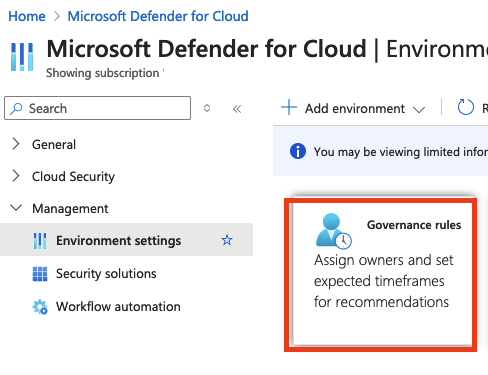 Home > Microsoft Defender for Cloud >
Microsoft Defender for Cloud | Environme
Showing subscription '
Search
Add environment
R
General
You may be viewing limited infor
Cloud Security
Management
Governance rules
Environment settings
Assign owners and set
expected timeframes
for recommendations
Security solutions
Workflow automation